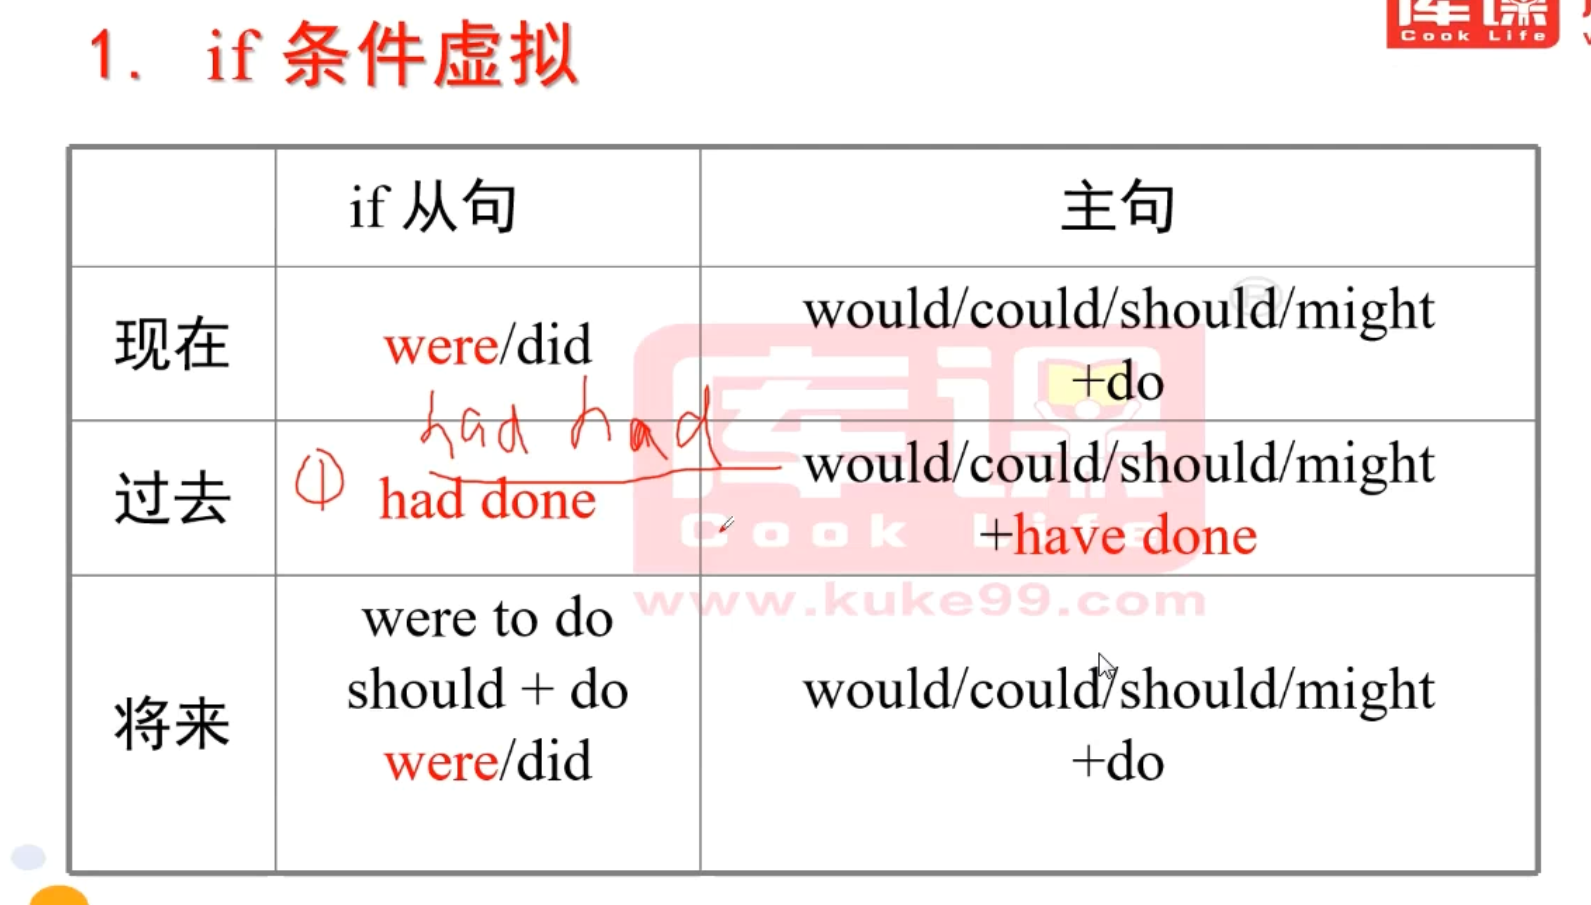 库课
Cook Life
1. if 条件虚拟
if 从句
主句
现在
were/did
would/could/should/might
+do
had had
过去
①
had done
would/could/should/might
+have done
将来
were to do
should + do
were/did
would/could/should/might
+do
®
库课
Cook Life
www.kuke99.com